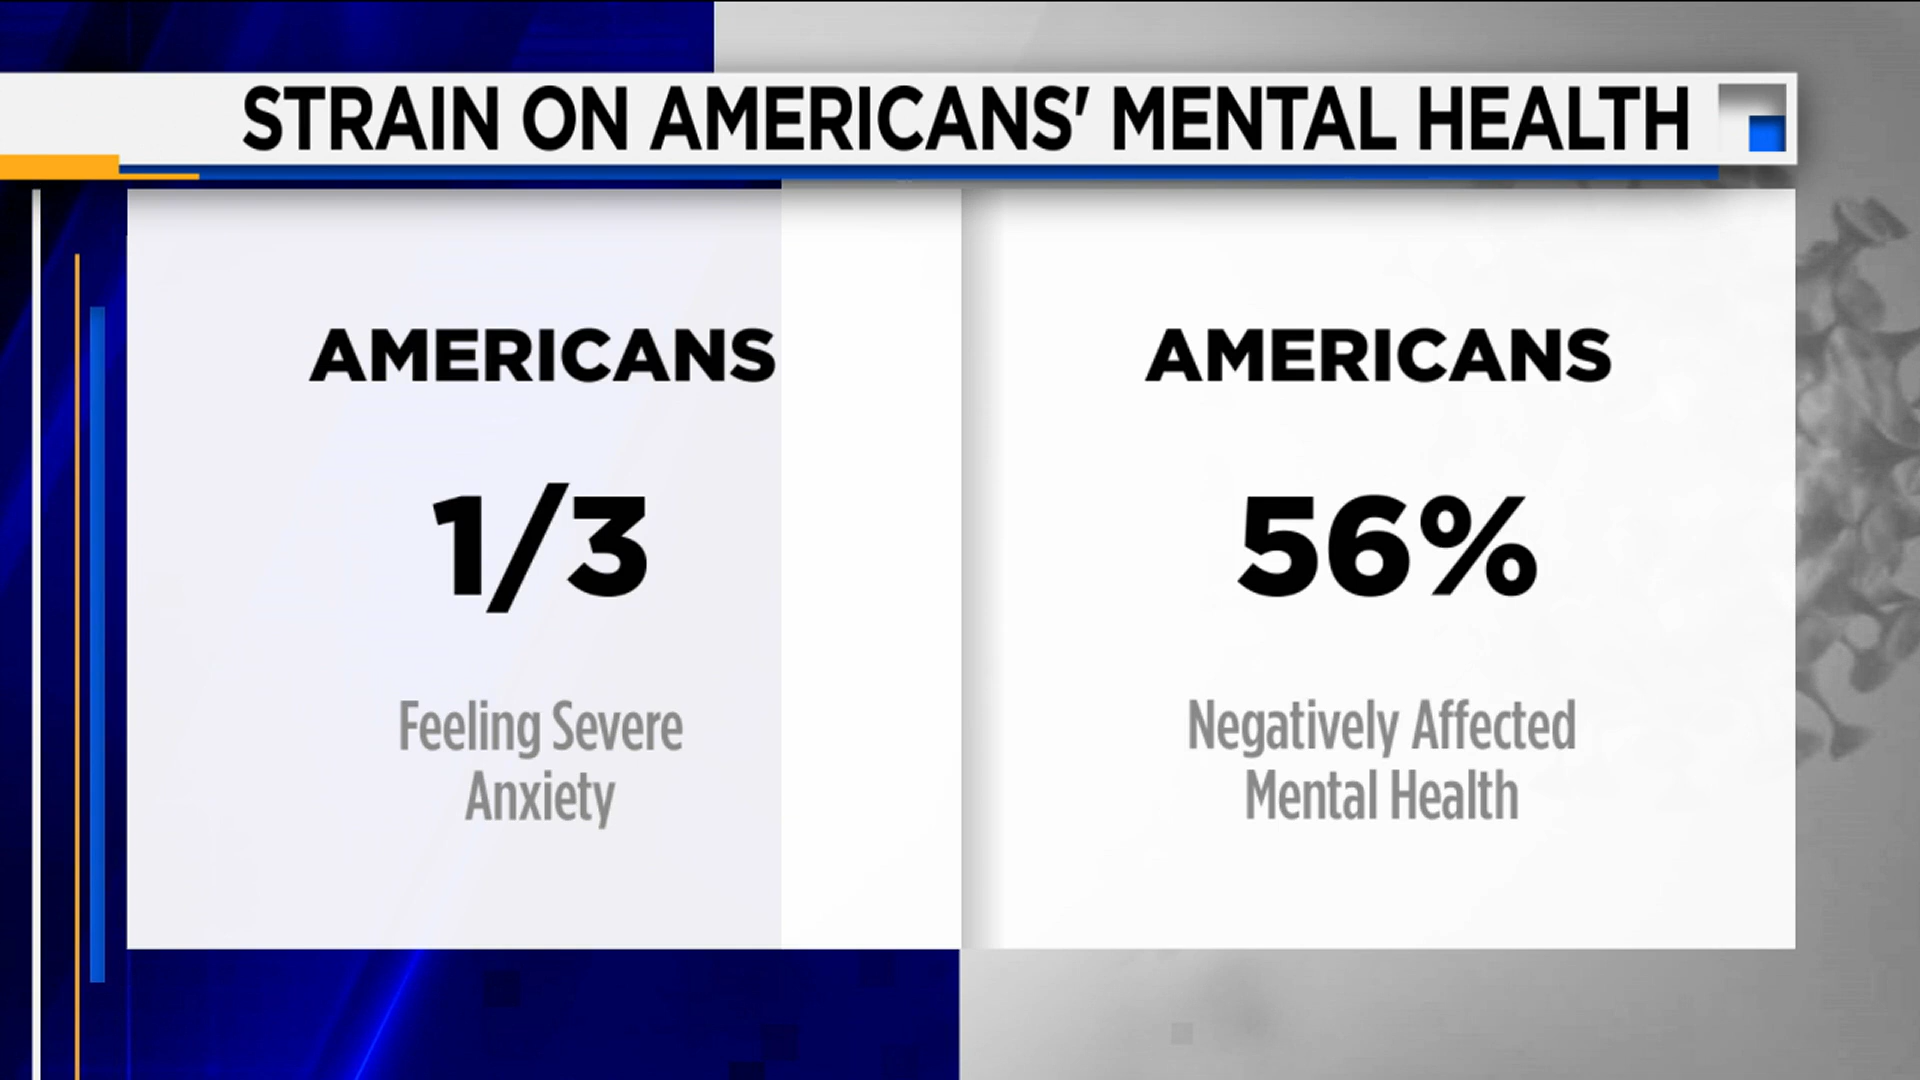 STRAIN ON AMERICANS' MENTAL HEALTH
AMERICANS
1/3
Feeling Severe
Anxiety
AMERICANS
56%
Negatively Affected
Mental Health